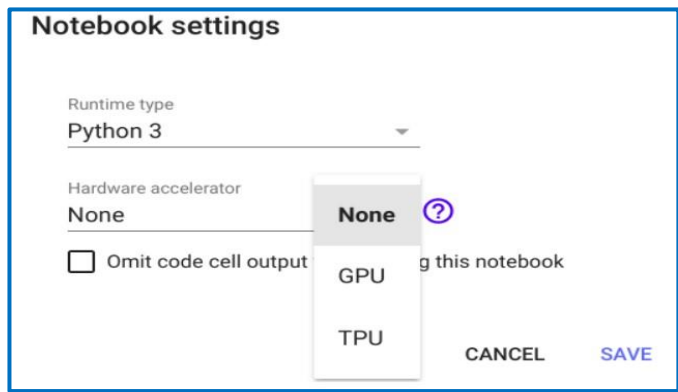 Notebook settings
Runtime type
Python 3
Hardware accelerator
None
None
GPU
TPU
Omit code cell output g this notebook
CANCEL SAVE